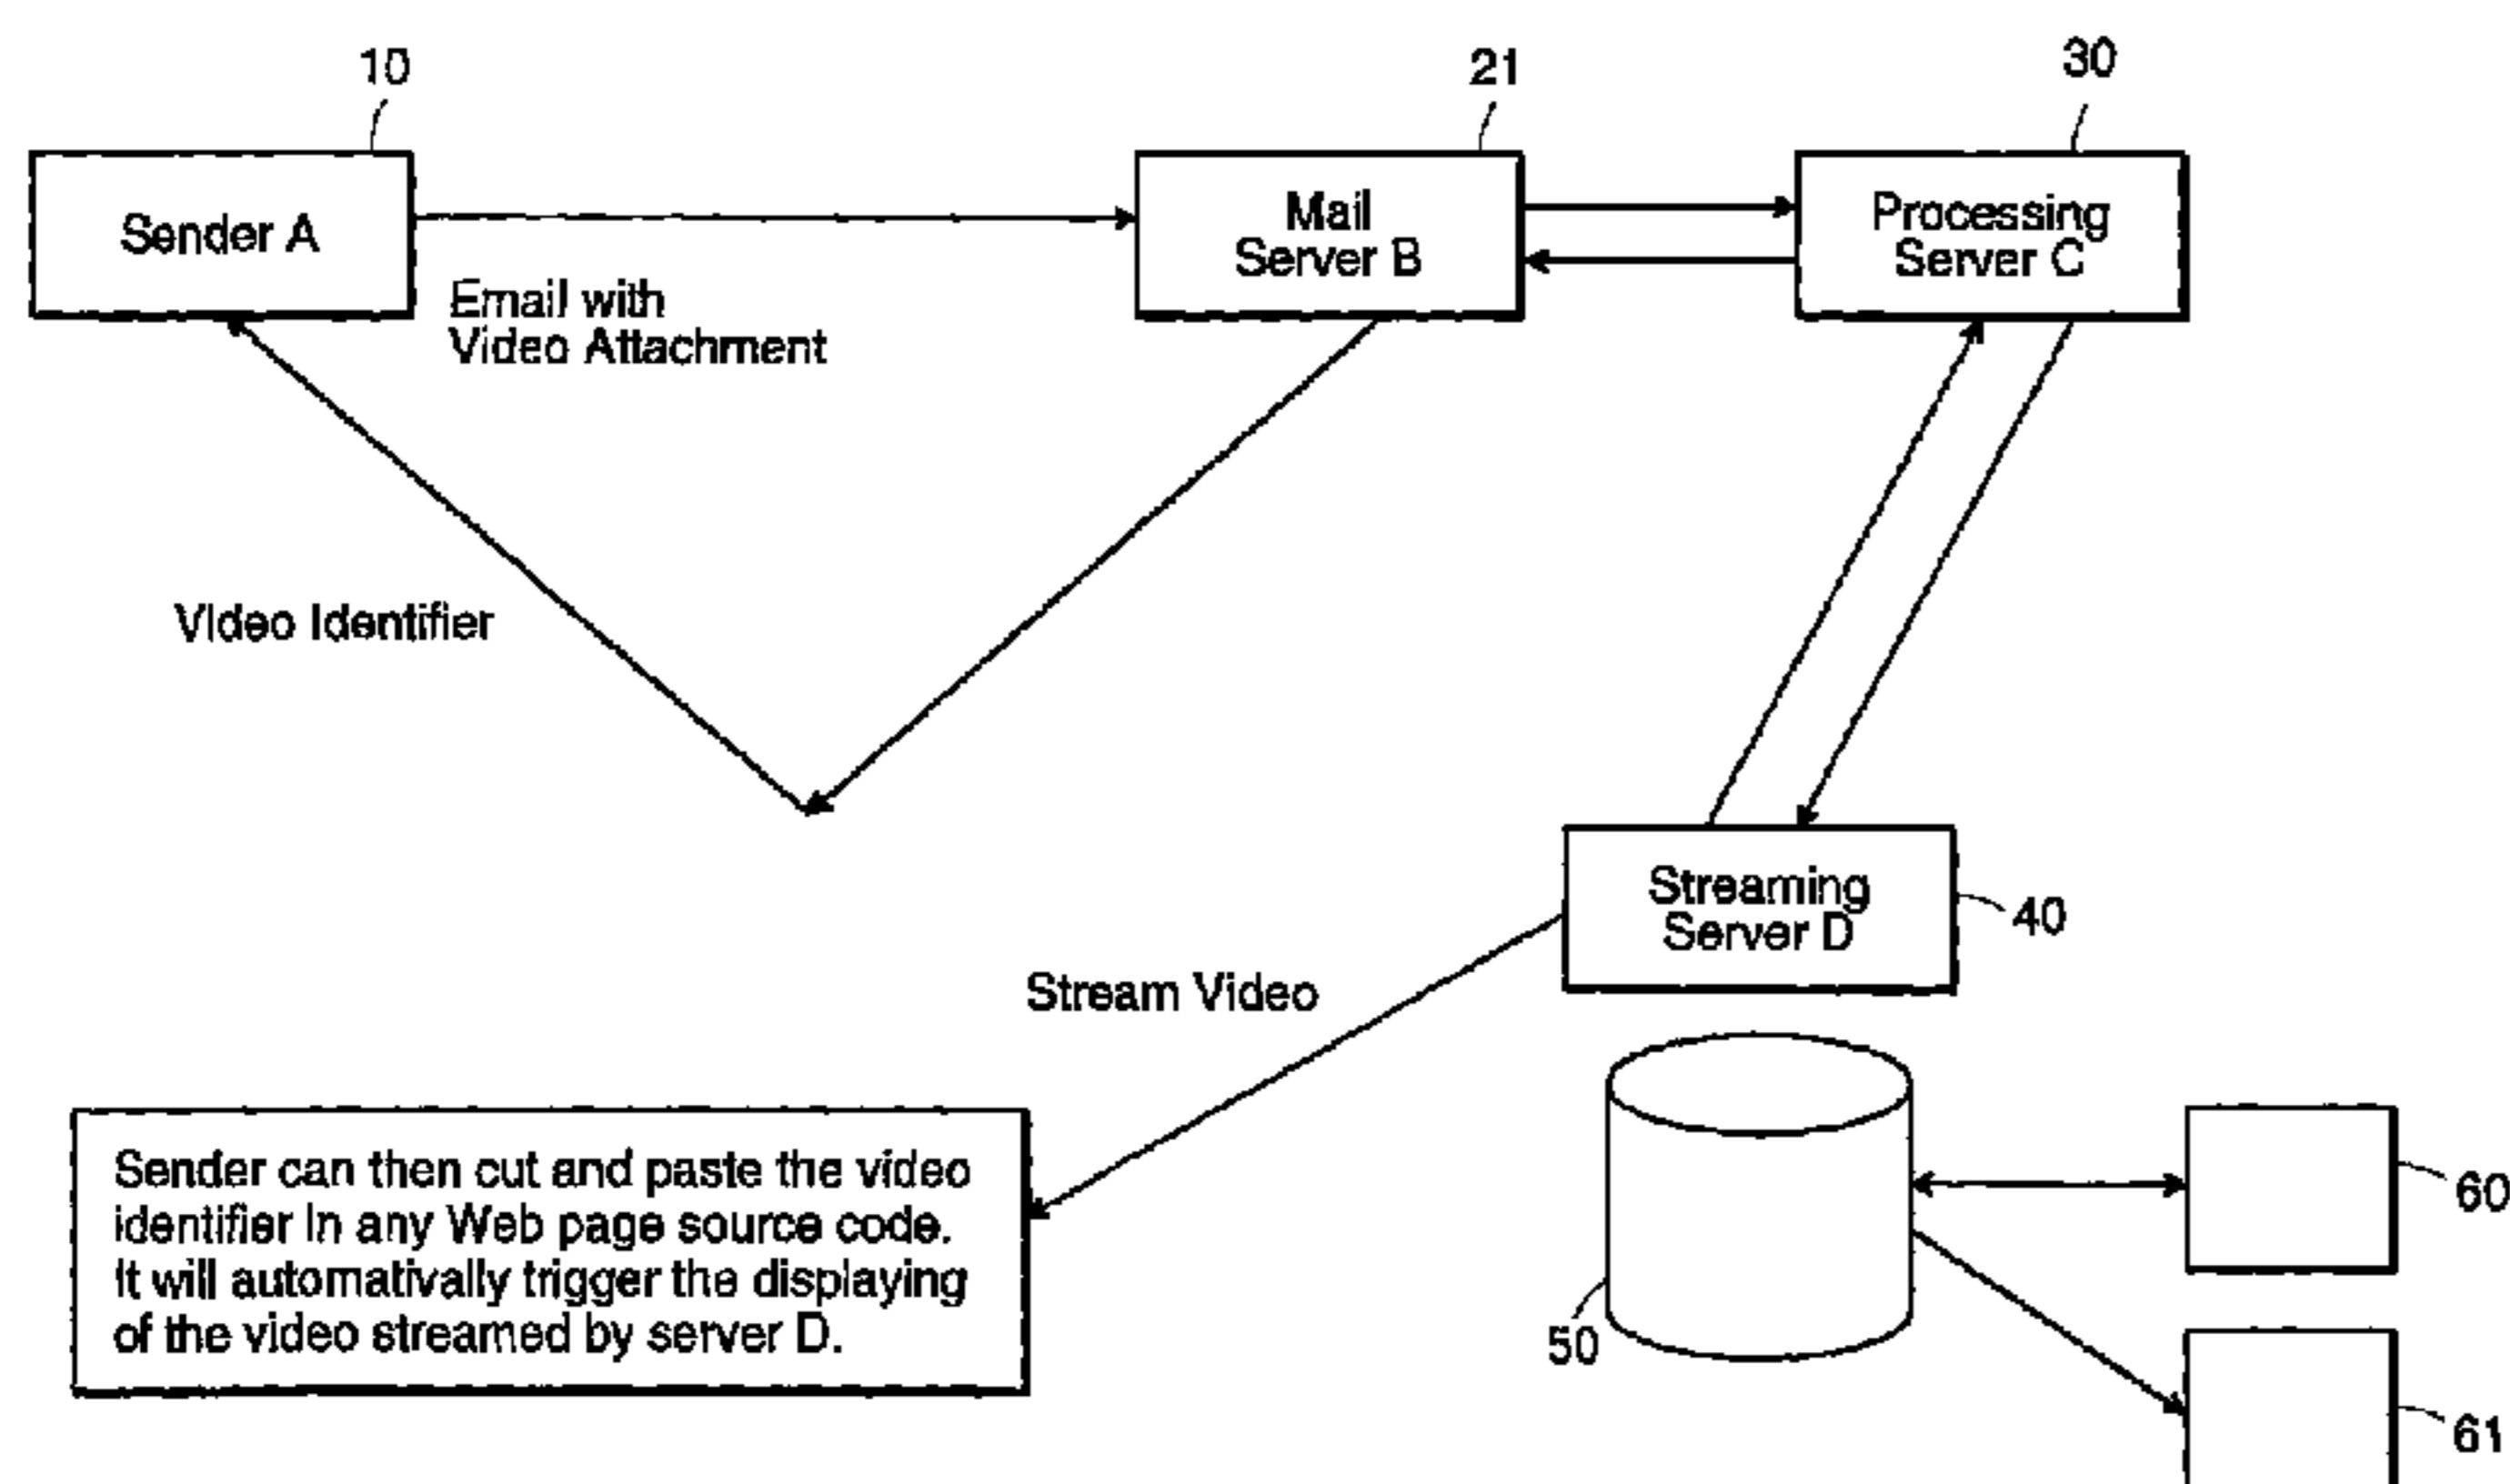 10
21
30
Sender A
Mail
Server B
Processing
Server C
Email with
Video Attachment
Video Identifier
Streaming
Server D
40
Stream Video
Sender can then cut and paste the video
identifier in any Web page source code.
It will automativally trigger the displaying
of the video streamed by server D.
50
60
61